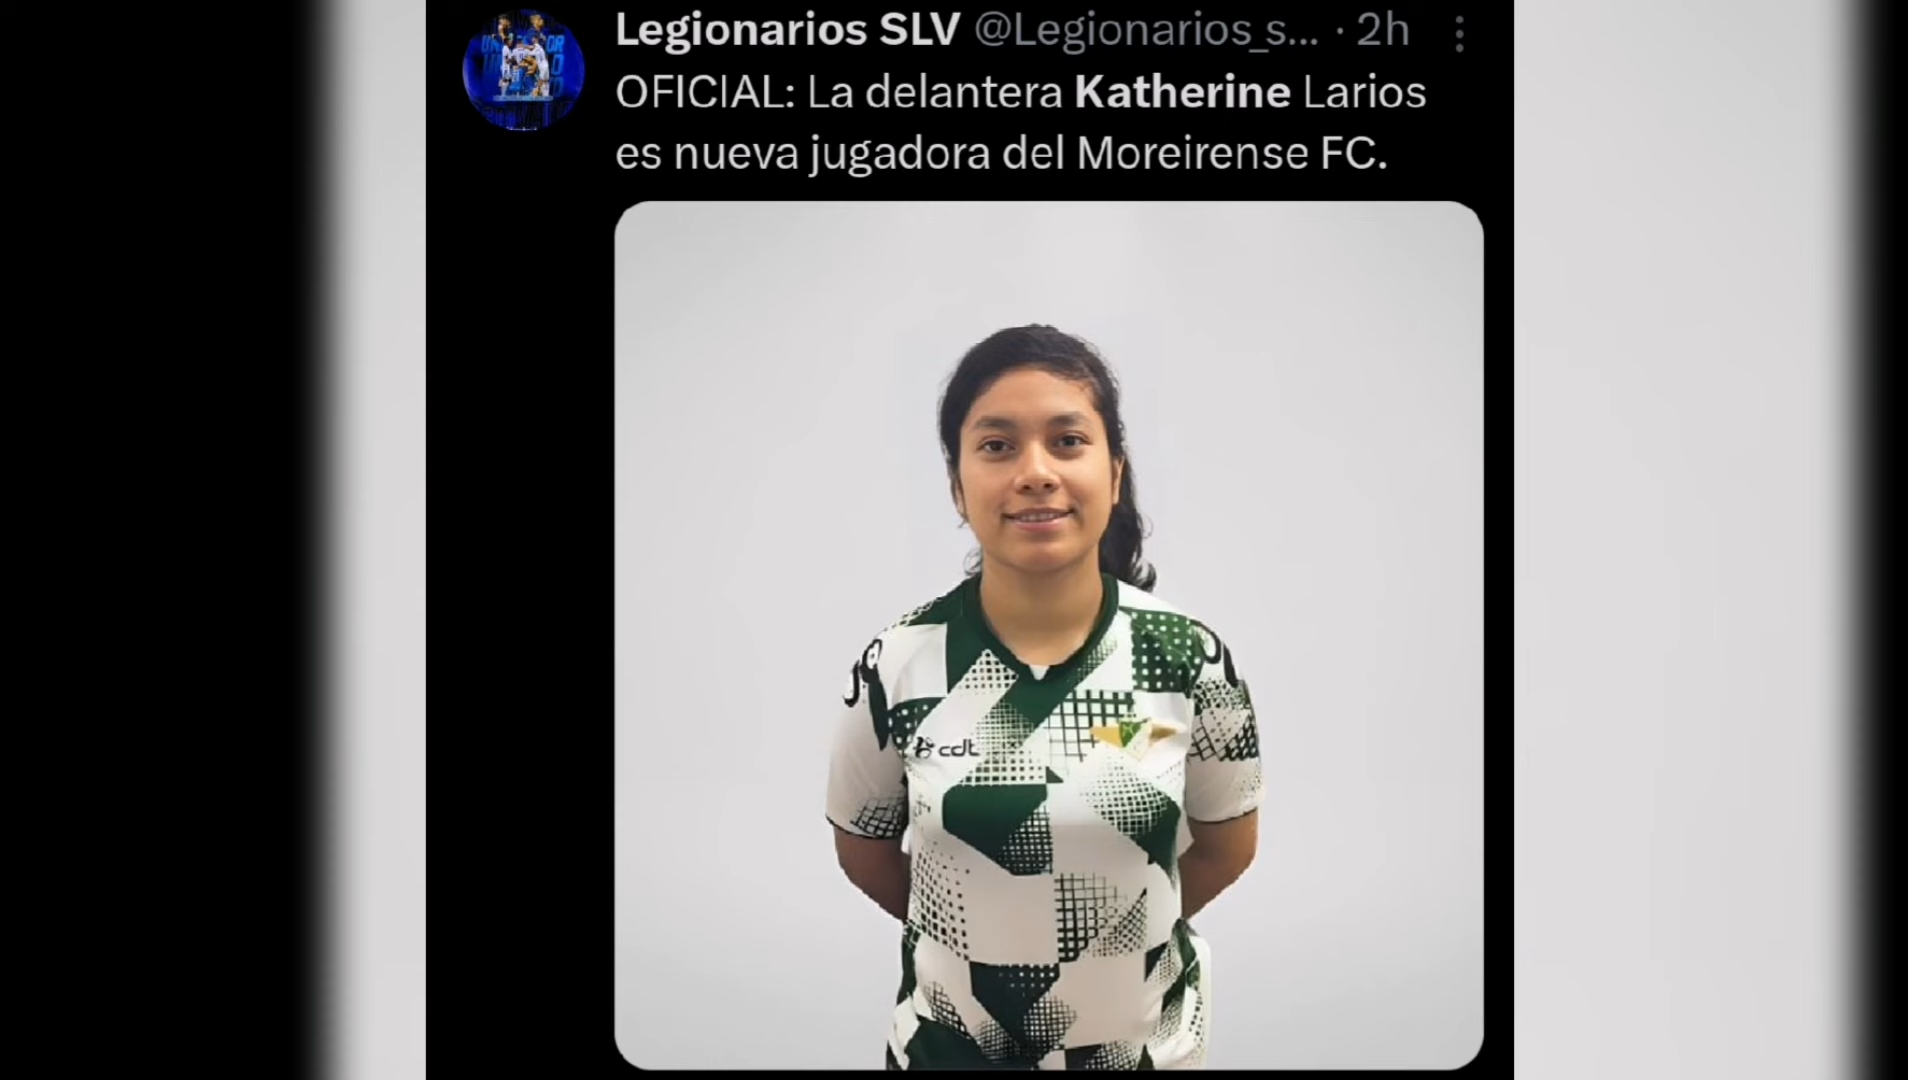 Legionarios SLV @Legionarios_s... · 2h
OFICIAL: La delantera Katherine Larios
es nueva jugadora del Moreirense FC.
cdt